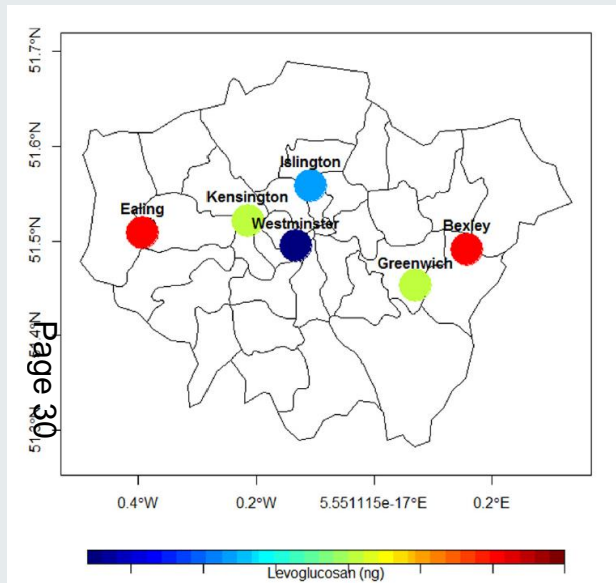 51.7°N
51.6°N
Islington
Kensington
Ealing
Westminster
Bexley
51.5°N
Greenwich
Page 30
0.4°W
0.2°W
5.551115e-17°E
0.2°E
Levoglucosan (ng)